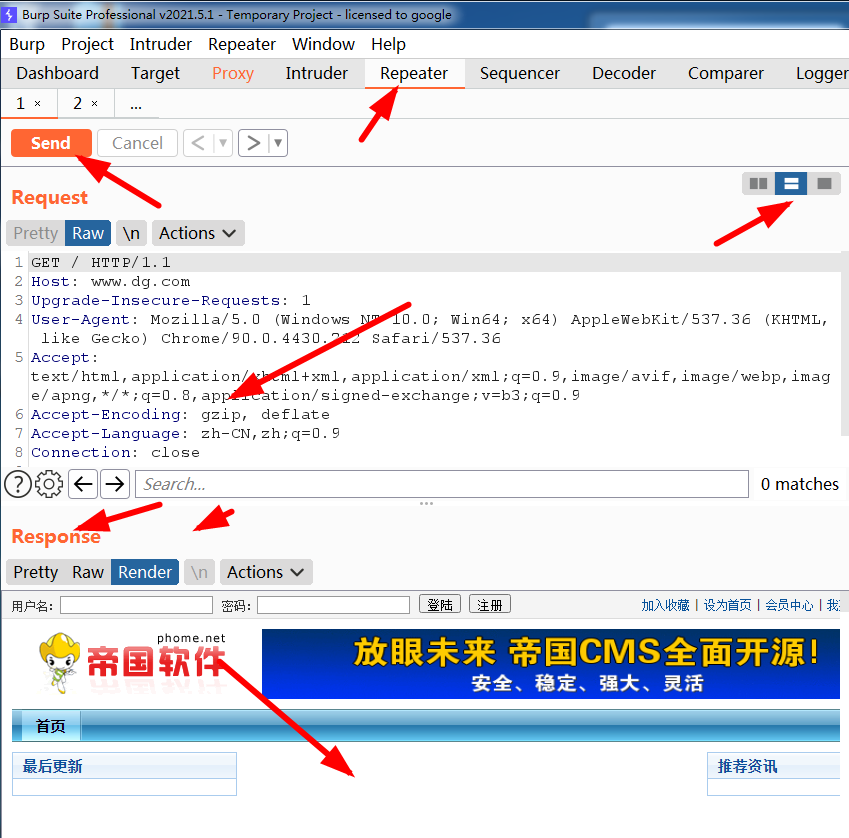 Burp Suite Professional v2021.5.1 - Temporary Project - licensed to google
Burp Project Intruder Repeater Window Help
Dashboard Target Proxy Intruder Repeater Sequencer Decoder Comparer Logger
1 × 2 × ...
Send Cancel < ▾ > ▾
Request
Pretty Raw \n Actions
1 GET / HTTP/1.1
2 Host: www.dg.com
3 Upgrade-Insecure-Requests: 1
4 User-Agent: Mozilla/5.0 (Windows NT 10.0; Win64; x64) AppleWebKit/537.36 (KHTML,
like Gecko) Chrome/90.0.4430.212 Safari/537.36
5 Accept:
text/html,application/xhtml+xml,application/xml;q=0.9,image/avif,image/webp,imag
e/apng,*/*;q=0.8,application/signed-exchange;v=b3;q=0.9
6 Accept-Encoding: gzip, deflate
7 Accept-Language: zh-CN,zh;q=0.9
8 Connection: close
? Search... 0 matches
Response
Pretty Raw Render \n Actions
用户名: 密码: 登陆 注册 加入收藏 | 设为首页 | 会员中心 | 我
phome.net
帝国软件
放眼未来 帝国CMS全面开源!
安全、稳定、强大、灵活
首页
最后更新 推荐资讯